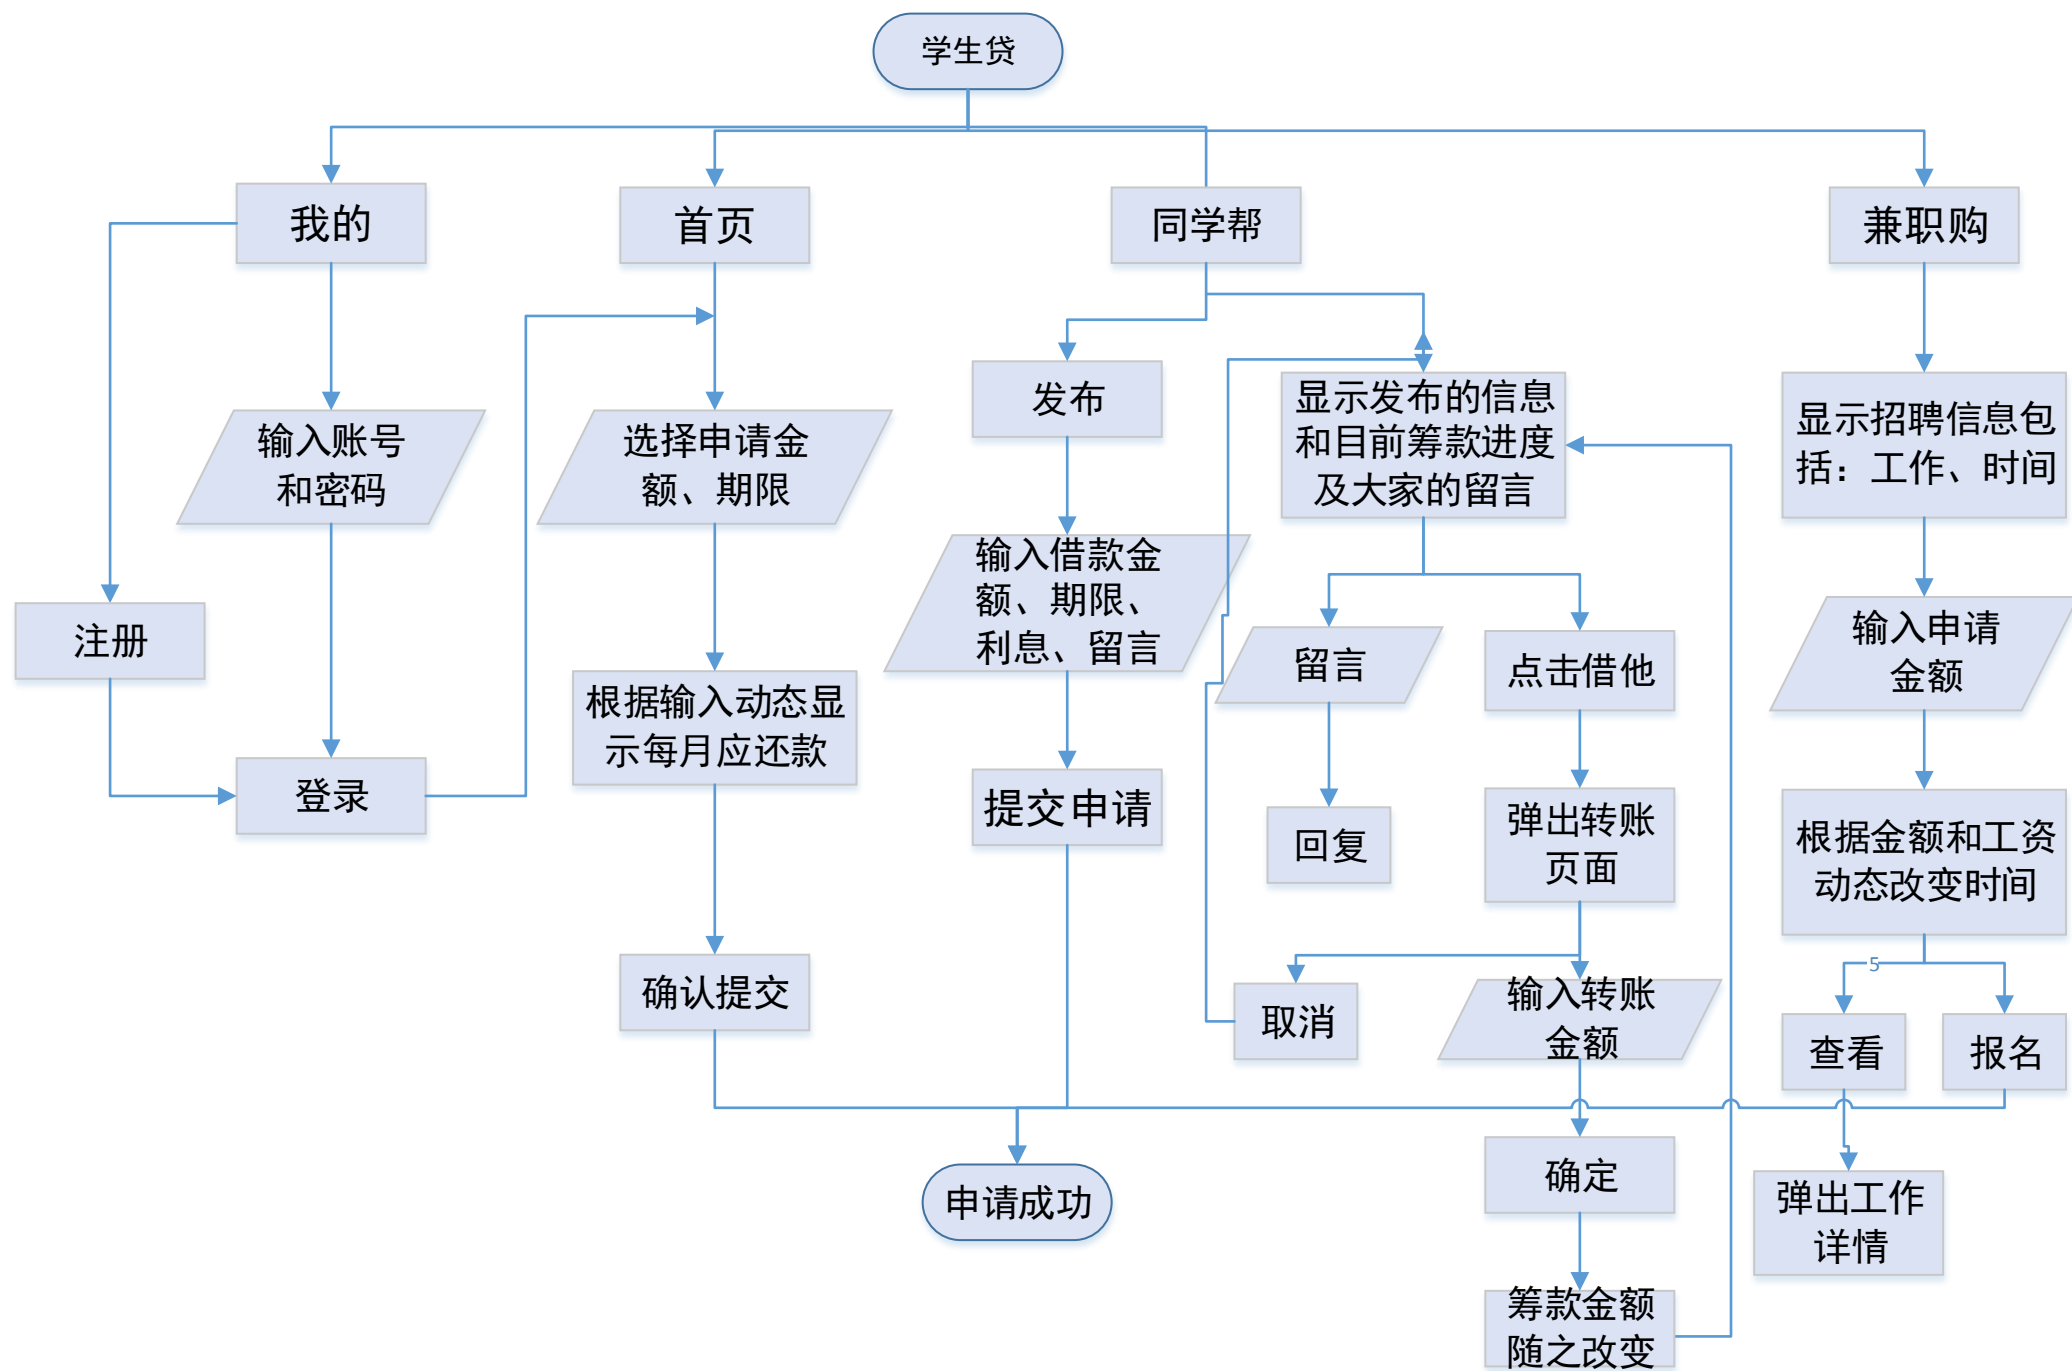 学生贷
我的
首页
同学帮
兼职购
输入账号
和密码
选择申请金
额、期限
发布
显示发布的信息
和目前筹款进度
及大家的留言
显示招聘信息包
括：工作、时间
输入借款金
额、期限、
利息、留言
注册
留言
点击借他
输入申请
金额
根据输入动态显
示每月应还款
登录
提交申请
回复
弹出转账
页面
根据金额和工资
动态改变时间
5
确认提交
取消
输入转账
金额
查看
报名
申请成功
确定
弹出工作
详情
筹款金额
随之改变